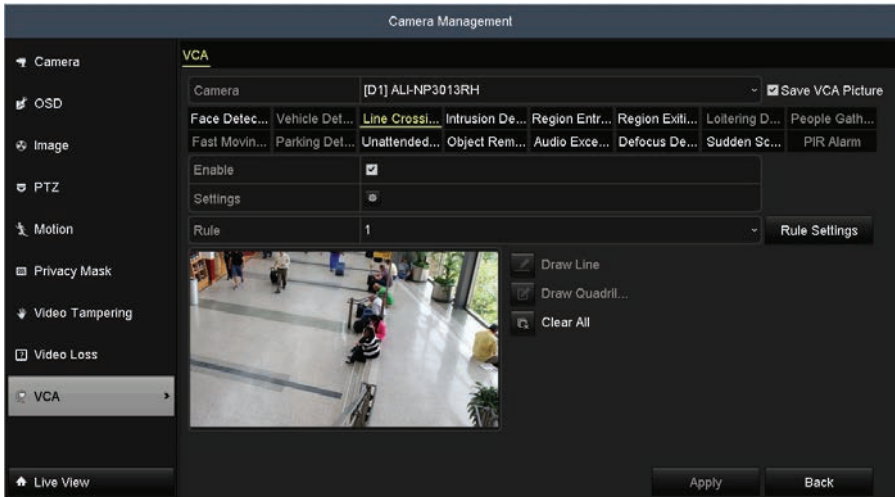 Camera Management
Camera
OSD
Image
PTZ
Motion
Privacy Mask
Video Tampering
Video Loss
VCA
Live View
VCA
Camera [D1] ALI-NP3013RH Save VCA Picture
Face Detec... Vehicle Det... Line Crossi... Intrusion De... Region Entr... Region Exiti... Loitering D... People Gath...
Fast Movin... Parking Det... Unattended... Object Rem... Audio Exce... Defocus De... Sudden Sc... PIR Alarm
Enable
Settings
Rule 1 Rule Settings
Draw Line
Draw Quadril...
Clear All
Apply Back